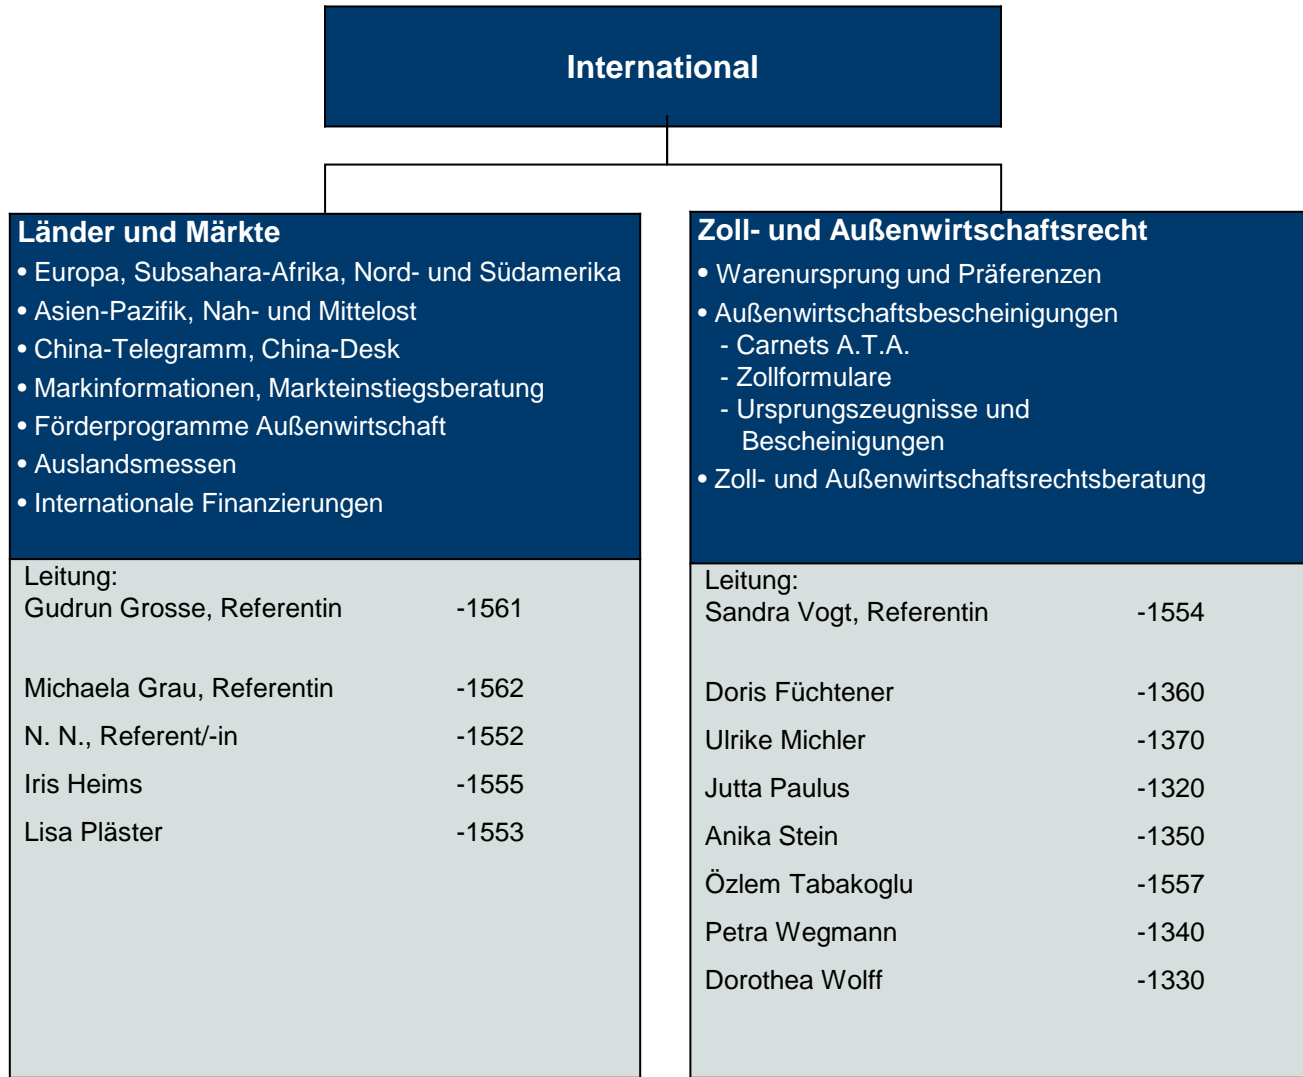 International
Länder und Märkte
• Europa, Subsahara-Afrika, Nord- und Südamerika
• Asien-Pazifik, Nah- und Mittelost
• China-Telegramm, China-Desk
• Markinformationen, Markteinstiegsberatung
• Förderprogramme Außenwirtschaft
• Auslandsmessen
• Internationale Finanzierungen
Leitung:
Gudrun Grosse, Referentin -1561
Michaela Grau, Referentin -1562
N. N., Referent/-in -1552
Iris Heims -1555
Lisa Pläster -1553
Zoll- und Außenwirtschaftsrecht
• Warenursprung und Präferenzen
• Außenwirtschaftsbescheinigungen
- Carnets A.T.A.
- Zollformulare
- Ursprungszeugnisse und
Bescheinigungen
• Zoll- und Außenwirtschaftsrechtsberatung
Leitung:
Sandra Vogt, Referentin -1554
Doris Füchtener -1360
Ulrike Michler -1370
Jutta Paulus -1320
Anika Stein -1350
Özlem Tabakoglu -1557
Petra Wegmann -1340
Dorothea Wolff -1330